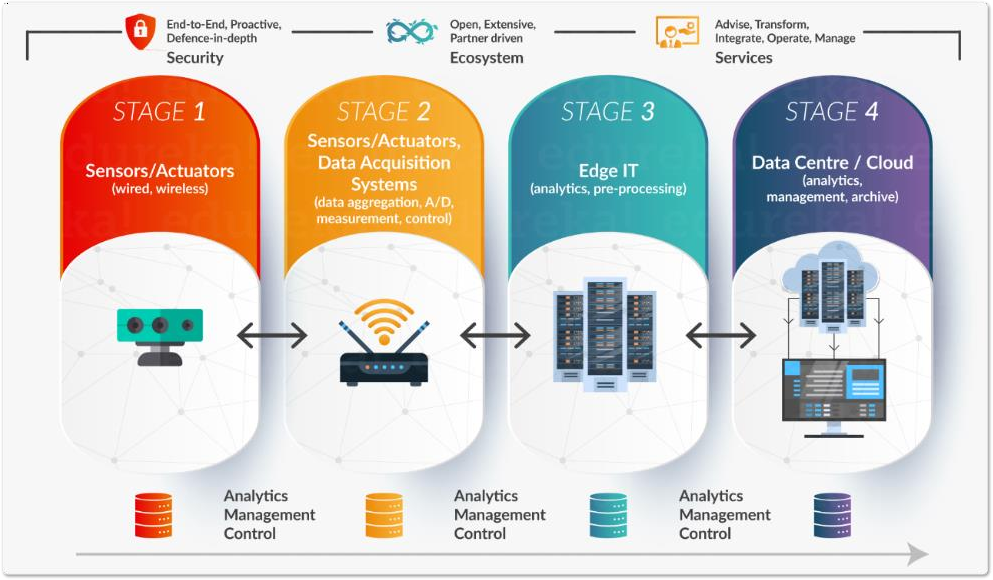 End-to-End, Proactive,
Defence-in-depth
Security
Open, Extensive,
Partner driven
Ecosystem
Advise, Transform,
Integrate, Operate, Manage
Services
STAGE 1
Sensors/Actuators
(wired, wireless)
STAGE 2
Sensors/Actuators,
Data Acquisition
Systems
(data aggregation, A/D,
measurement, control)
STAGE 3
Edge IT
(analytics, pre-processing)
STAGE 4
Data Centre / Cloud
(analytics,
management, archive)
Analytics
Management
Control
Analytics
Management
Control
Analytics
Management
Control